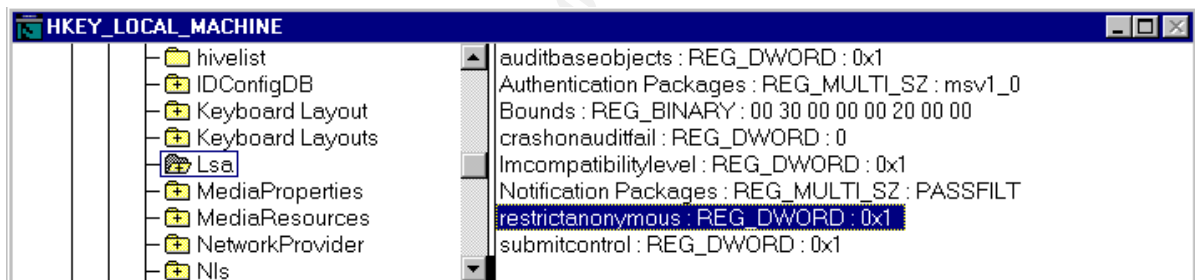 HKEY_LOCAL_MACHINE
hivelist
IDConfigDB
Keyboard Layout
Keyboard Layouts
Lsa
MediaProperties
MediaResources
NetworkProvider
Nls
auditbaseobjects : REG_DWORD : 0x1
Authentication Packages : REG_MULTI_SZ : msv1_0
Bounds : REG_BINARY : 00 30 00 00 00 20 00 00
crashonauditfail : REG_DWORD : 0
lmcompatibilitylevel : REG_DWORD : 0x1
Notification Packages : REG_MULTI_SZ : PASSFILT
restrictanonymous : REG_DWORD : 0x1
submitcontrol : REG_DWORD : 0x1